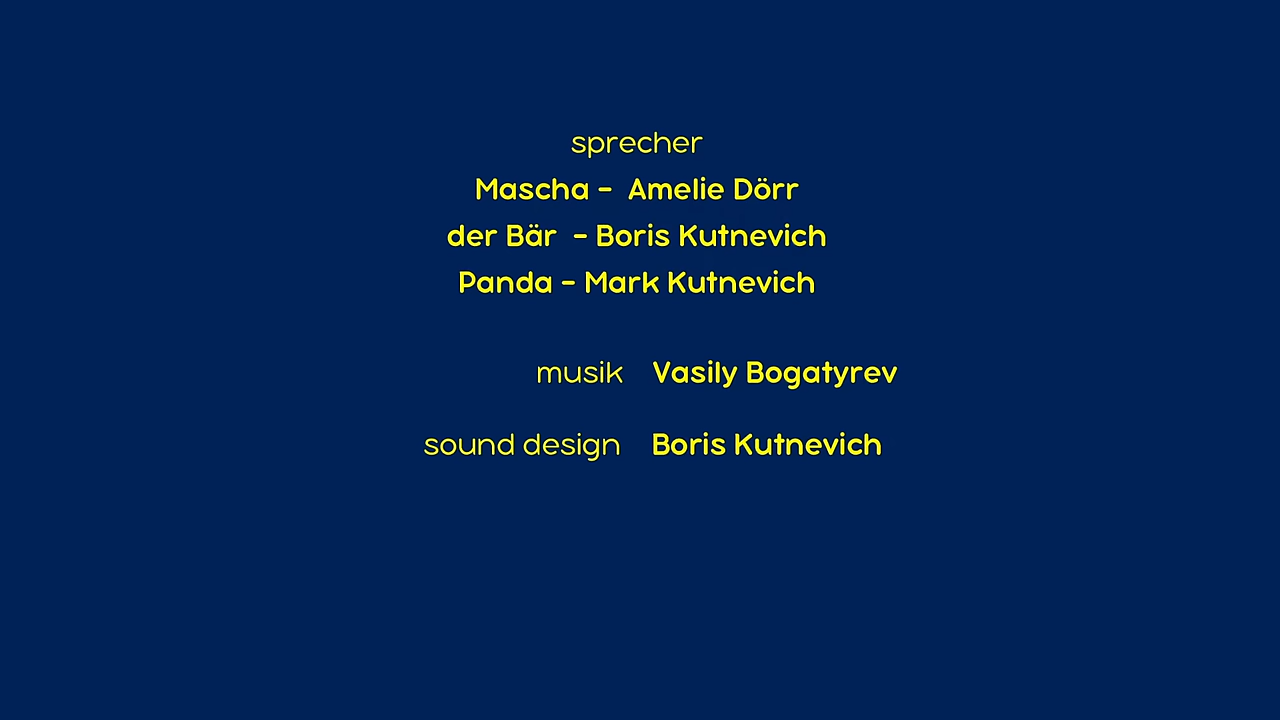 sprecher
Mascha - Amelie Dörr
der Bär - Boris Kutnevich
Panda - Mark Kutnevich
musik Vasily Bogatyrev
sound design Boris Kutnevich